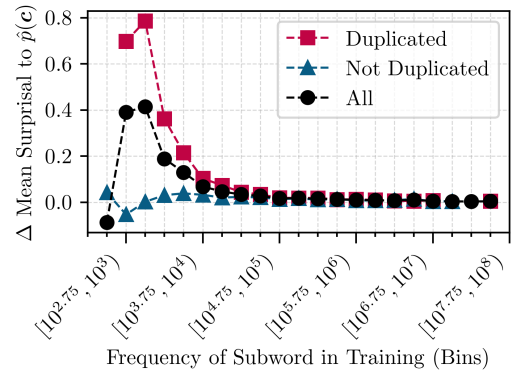 Δ Mean Surprisal to p̂(c)
0.8
0.6
0.4
0.2
0.0
Duplicated
Not Duplicated
All
[10^2.75, 10^3)
[10^3.75, 10^4)
[10^4.75, 10^5)
[10^5.75, 10^6)
[10^6.75, 10^7)
[10^7.75, 10^8)
Frequency of Subword in Training (Bins)